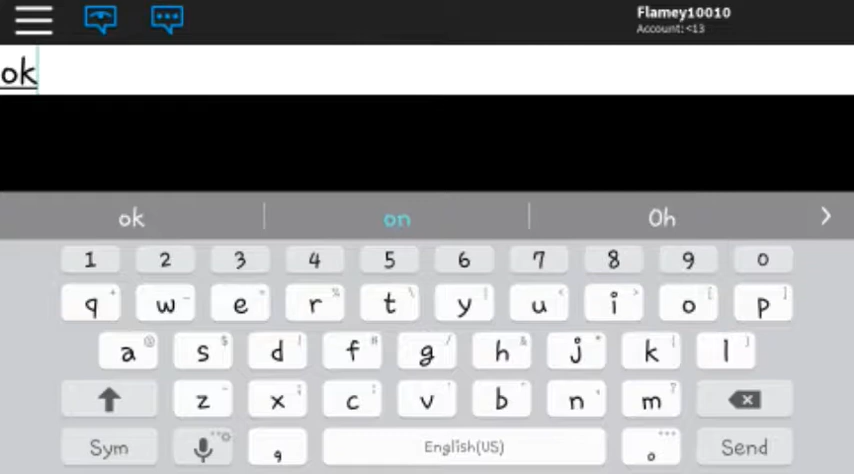 Flamey10010
Account: <13
ok
ok on Oh
1 2 3 4 5 6 7 8 9 0
q w e r t y u i o p
a s d f g h j k l
z x c v b n m
Sym , English(US) . Send